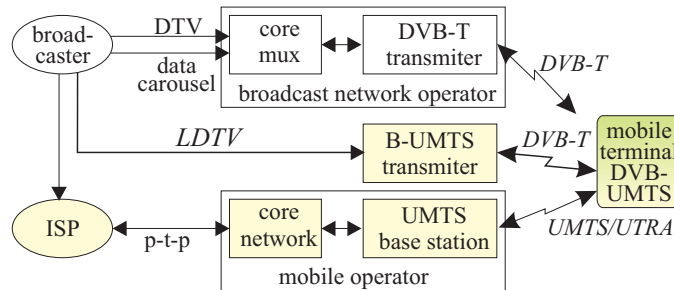 broad-
caster
DTV
data
carousel
core
mux
DVB-T
transmiter
broadcast network operator
DVB-T
LDTV
B-UMTS
transmiter
DVB-T
mobile
terminal
DVB-
UMTS
ISP
p-t-p
core
network
UMTS
base station
mobile operator
UMTS/UTRA